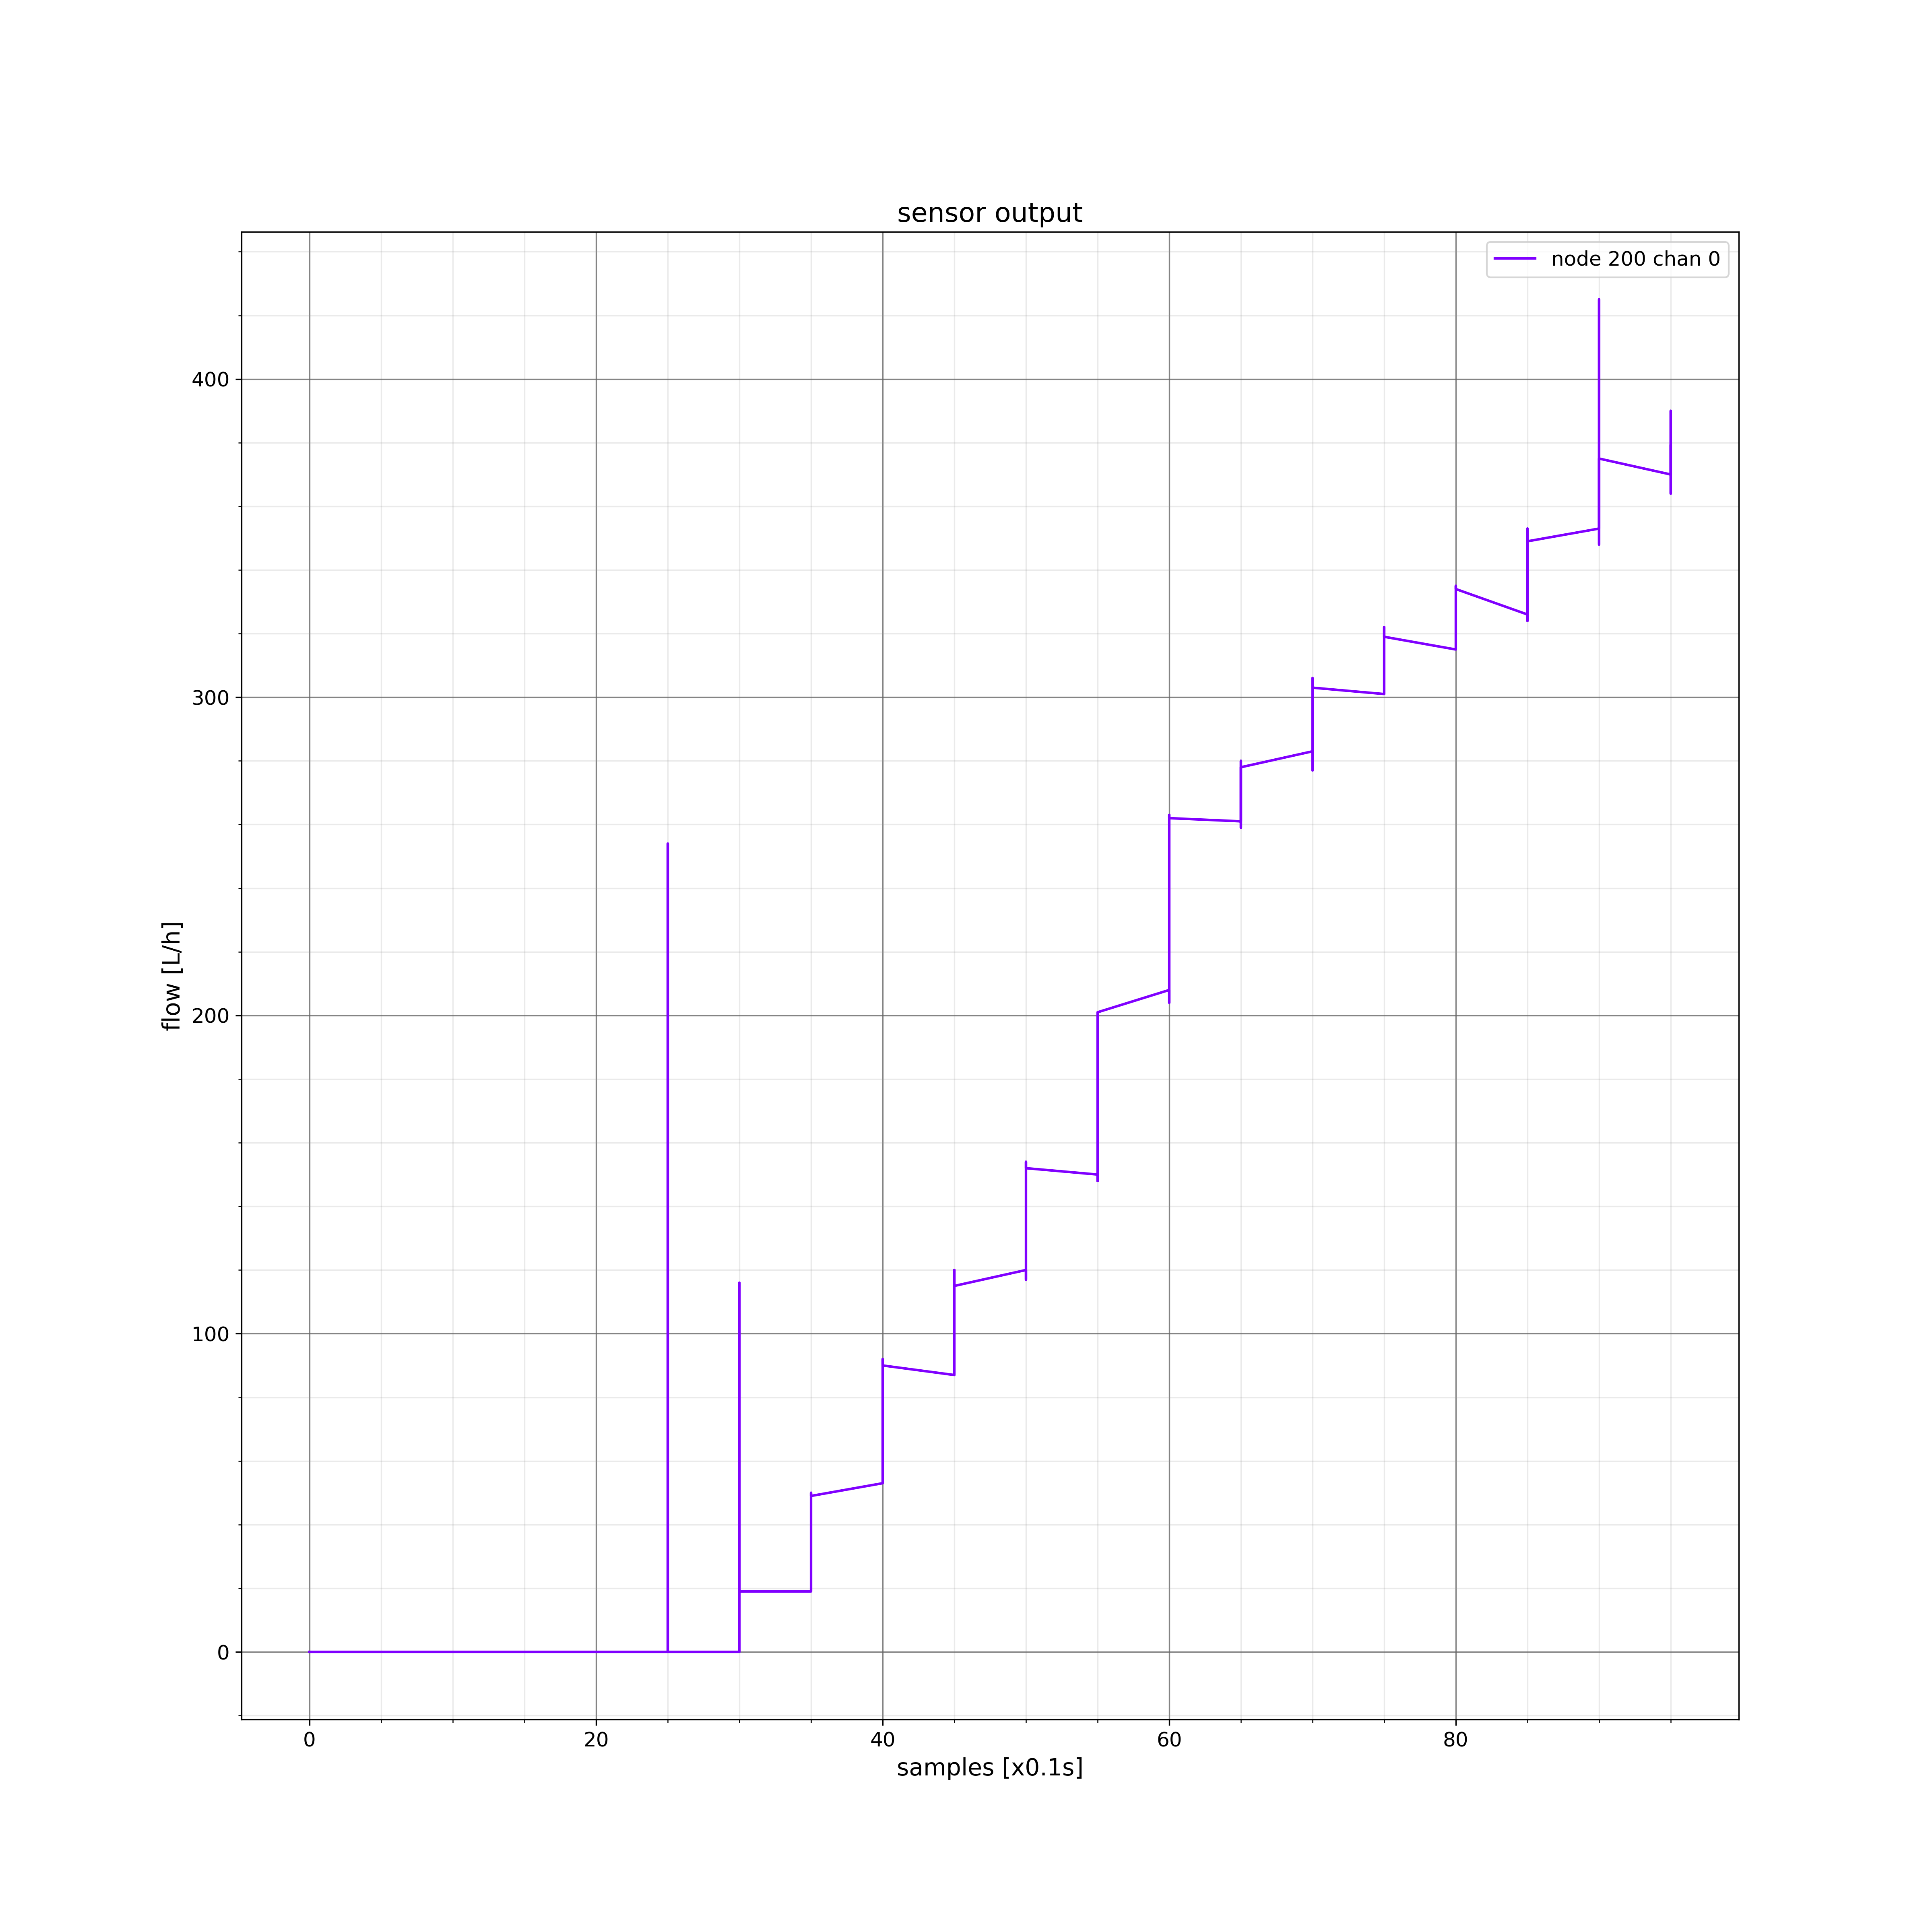 sensor output
node 200 chan 0
400
300
200
100
0
flow [L/h]
0 20 40 60 80
samples [x0.1s]